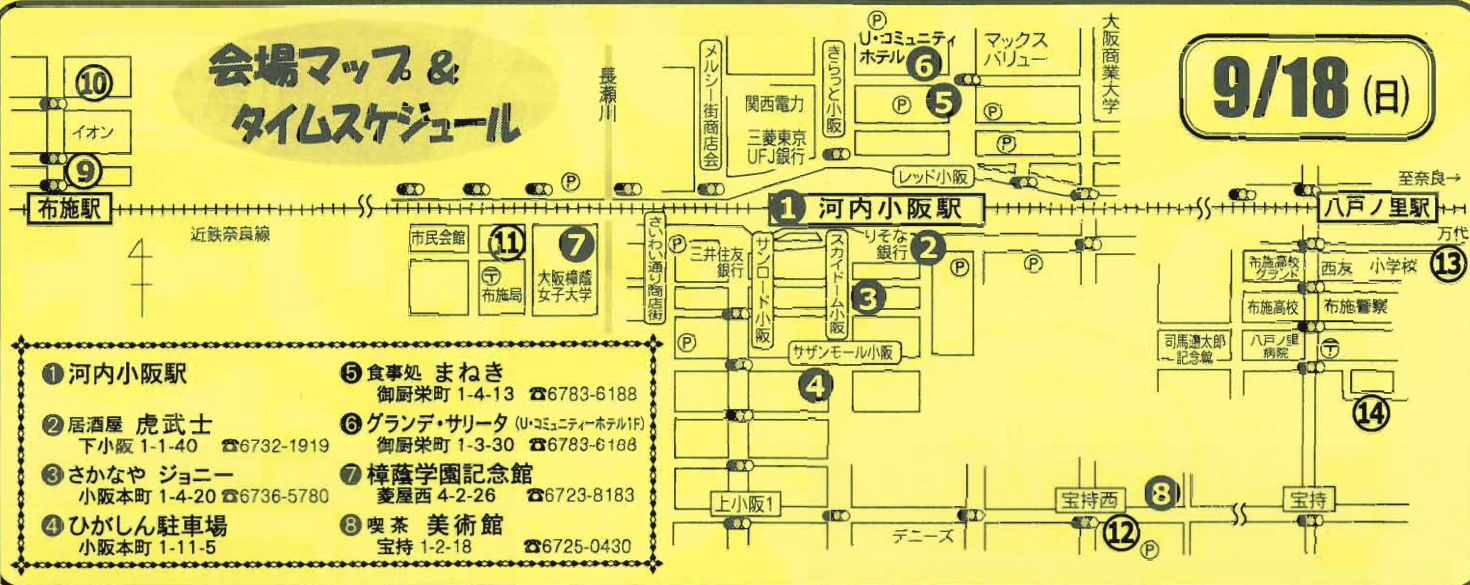 会場マップ &
タイムスケジュール
9/18 (日)
⑩
イオン
⑨
布施駅
近鉄奈良線
長瀬川
Ⓟ
メルシー街商店会
関西電力
三菱東京
UFJ銀行
きらっと小阪
Ⓟ
U・コミュニティ
ホテル
❻
マックス
バリュー
Ⓟ
❺
Ⓟ
Ⓟ
大阪商業大学
レッド小阪
❶ 河内小阪駅
至奈良→
八戸ノ里駅
市民会館
⑪
〒
布施局
❼
大阪樟蔭
女子大学
さいわい通り商店街
Ⓟ
三井住友
銀行
サンロード小阪
スカイドーム小阪
りそな
銀行
❷
Ⓟ
Ⓟ
❸
サザンモール小阪
Ⓟ
❹
万代
布施高校
グランド
西友
小学校
⑬
布施高校
布施警察
司馬遼太郎
記念館
八戸ノ里
病院
〒
⑭
上小阪1
デニーズ
宝持西
❽
⑫
Ⓟ
宝持
❶ 河内小阪駅
❷ 居酒屋 虎武士
下小阪 1-1-40 ☎6732-1919
❸ さかなや ジョニー
小阪本町 1-4-20 ☎6736-5780
❹ ひがしん駐車場
小阪本町 1-11-5
❺ 食事処 まねき
御厨栄町 1-4-13 ☎6783-6188
❻ グランデ・サリータ (U・コミュニティーホテル1F)
御厨栄町 1-3-30 ☎6783-6188
❼ 樟蔭学園記念館
菱屋西 4-2-26 ☎6723-8183
❽ 喫茶 美術館
宝持 1-2-18 ☎6725-0430